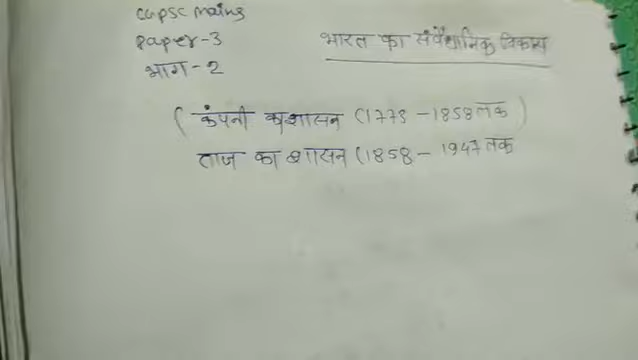 CGPSC Mains
Paper-3
भाग-2
भारत का संवैधानिक विकास
( कंपनी का शासन (1773 - 1858 तक )
ताज का शासन (1858 - 1947 तक